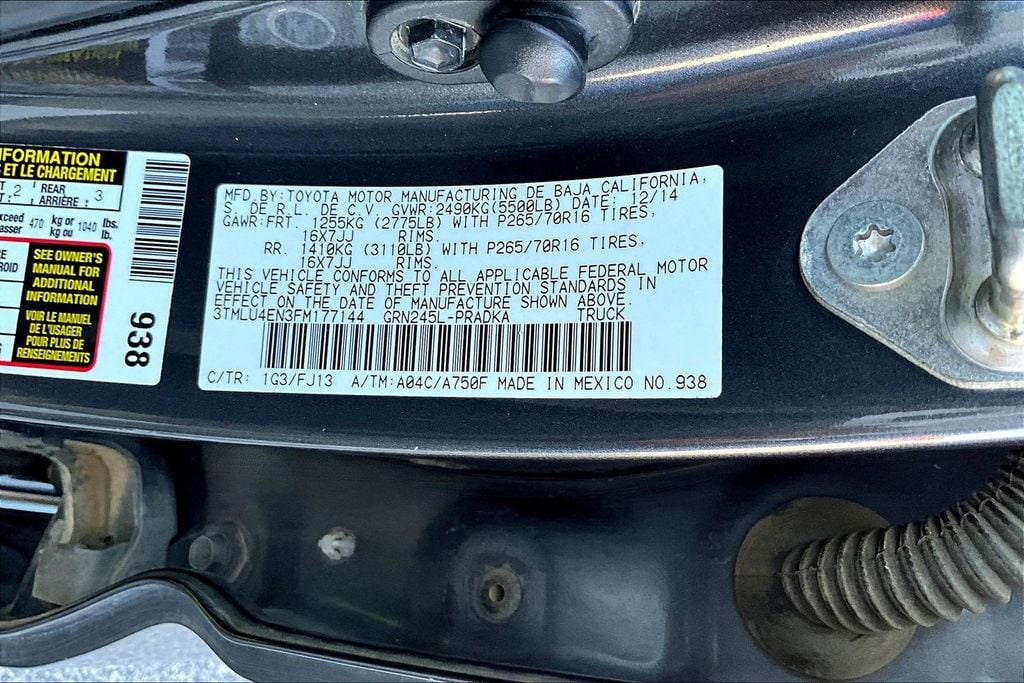 NFORMATION
ET LE CHARGEMENT
2 REAR
ARRIÈRE : 3
470 kg or 1040 lbs.
kg ou lb.
SEE OWNER'S
MANUAL FOR
ADDITIONAL
INFORMATION
VOIR LE MANUEL
DE L'USAGER
POUR PLUS DE
RENSEIGNEMENTS
938
MFD BY:TOYOTA MOTOR MANUFACTURING DE BAJA CALIFORNIA,
S. DE R.L. DE C.V. GVWR:2490KG(5500LB) DATE: 12/14
GAWR:FRT. 1255KG (2775LB) WITH P265/70R16 TIRES,
16X7JJ RIMS
RR. 1410KG (3110LB) WITH P265/70R16 TIRES,
16X7JJ RIMS
THIS VEHICLE CONFORMS TO ALL APPLICABLE FEDERAL MOTOR
VEHICLE SAFETY AND THEFT PREVENTION STANDARDS IN
EFFECT ON THE DATE OF MANUFACTURE SHOWN ABOVE.
3TMLU4EN3FM177144 GRN245L-PRADKA TRUCK
C/TR: 1G3/FJ13 A/TM:A04C/A750F MADE IN MEXICO NO.938